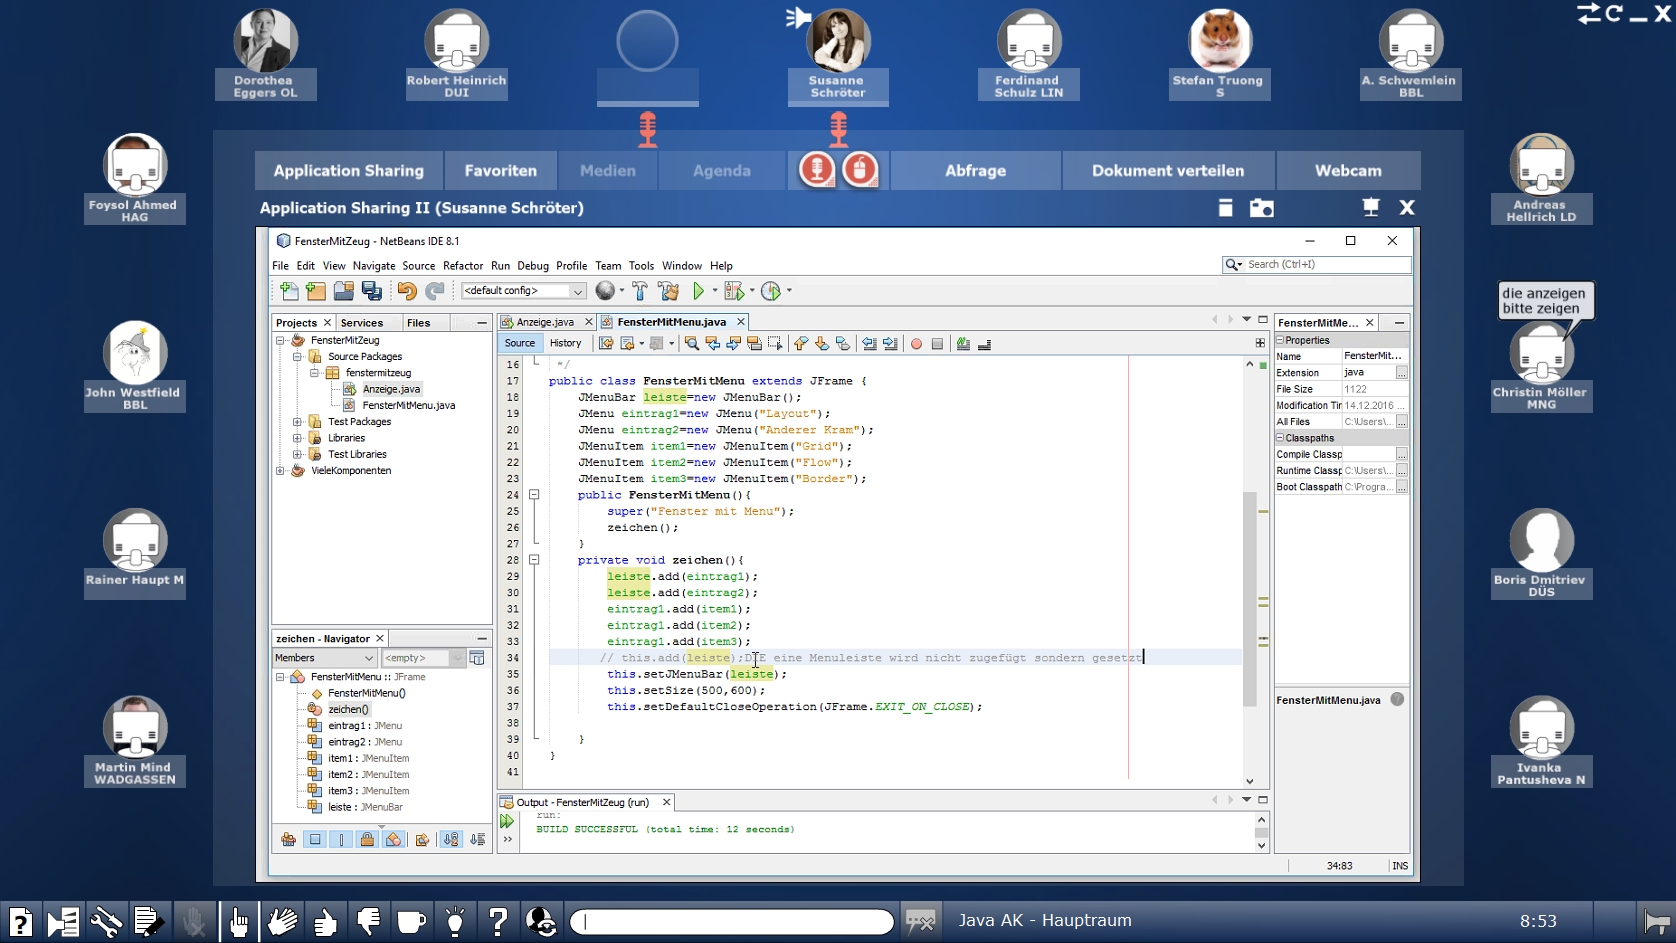 Dorothea
Eggers OL
Robert Heinrich
DUI
Susanne
Schröter
Ferdinand
Schulz LIN
Stefan Truong
S
A. Schwemlein
BBL
Foysol Ahmed
HAG
John Westfield
BBL
Rainer Haupt M
Martin Mind
WADGASSEN
Andreas
Hellrich LD
die anzeigen
bitte zeigen
Christin Möller
MNG
Boris Dmitriev
DÜS
Ivanka
Pantusheva N
Application Sharing Favoriten Medien Agenda Abfrage Dokument verteilen Webcam
Application Sharing II (Susanne Schröter)
FensterMitZeug - NetBeans IDE 8.1
File Edit View Navigate Source Refactor Run Debug Profile Team Tools Window Help
Search (Ctrl+I)
<default config>
Projects Services Files
FensterMitZeug
Source Packages
fenstermitzeug
Anzeige.java
FensterMitMenu.java
Test Packages
Libraries
Test Libraries
VieleKomponenten
Anzeige.java FensterMitMenu.java
Source History
16 */
17 public class FensterMitMenu extends JFrame {
18 JMenuBar leiste=new JMenuBar();
19 JMenu eintrag1=new JMenu("Layout");
20 JMenu eintrag2=new JMenu("Anderer Kram");
21 JMenuItem item1=new JMenuItem("Grid");
22 JMenuItem item2=new JMenuItem("Flow");
23 JMenuItem item3=new JMenuItem("Border");
24 public FensterMitMenu(){
25 super("Fenster mit Menu");
26 zeichen();
27 }
28 private void zeichen(){
29 leiste.add(eintrag1);
30 leiste.add(eintrag2);
31 eintrag1.add(item1);
32 eintrag1.add(item2);
33 eintrag1.add(item3);
34 // this.add(leiste);DIE eine Menuleiste wird nicht zugefügt sondern gesetzt
35 this.setJMenuBar(leiste);
36 this.setSize(500,600);
37 this.setDefaultCloseOperation(JFrame.EXIT_ON_CLOSE);
38
39 }
40 }
41
FensterMitMe...
Properties
Name FensterMit...
Extension java
File Size 1122
Modification Tir 14.12.2016 ...
All Files C:\Users\...
Classpaths
Compile Classp
Runtime Classp C:\Users\...
Boot Classpath C:\Progra...
FensterMitMenu.java
zeichen - Navigator
Members <empty>
FensterMitMenu :: JFrame
FensterMitMenu()
zeichen()
eintrag1 : JMenu
eintrag2 : JMenu
item1 : JMenuItem
item2 : JMenuItem
item3 : JMenuItem
leiste : JMenuBar
Output - FensterMitZeug (run)
run:
BUILD SUCCESSFUL (total time: 12 seconds)
34:83 INS
Java AK - Hauptraum
8:53